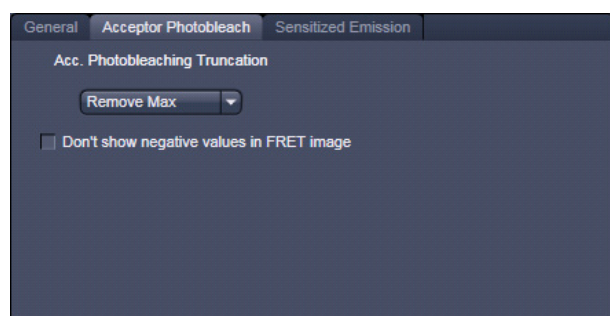 General Acceptor Photobleach Sensitized Emission
Acc. Photobleaching Truncation
Remove Max
Don't show negative values in FRET image